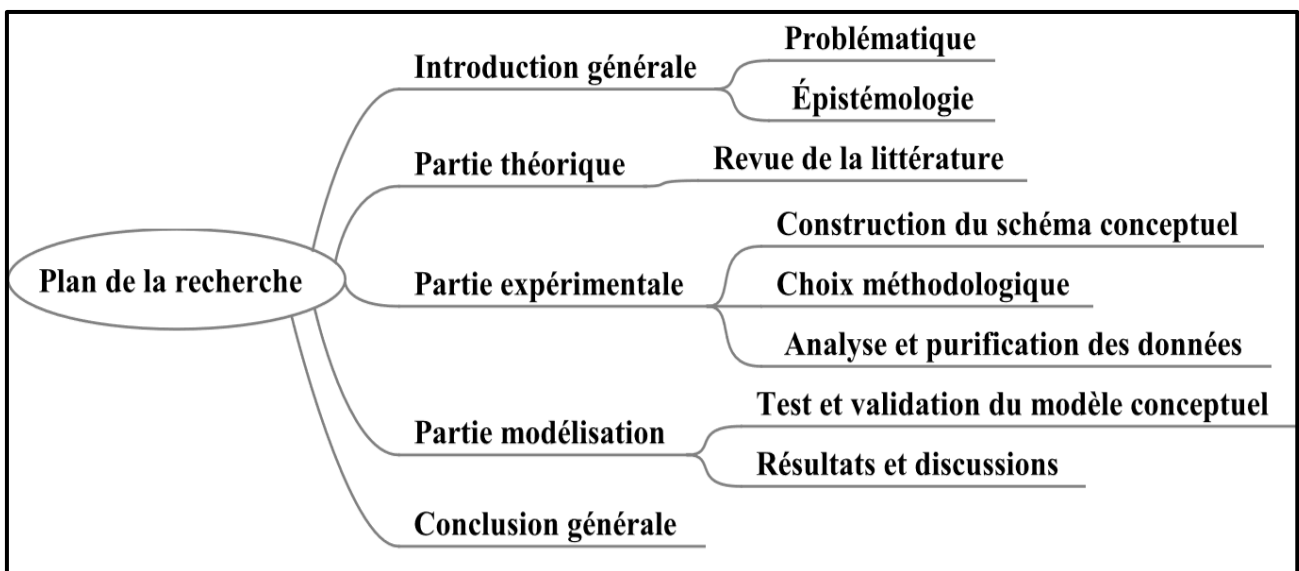 Plan de la recherche
Introduction générale
Problématique
Épistémologie
Partie théorique
Revue de la littérature
Partie expérimentale
Construction du schéma conceptuel
Choix méthodologique
Analyse et purification des données
Partie modélisation
Test et validation du modèle conceptuel
Résultats et discussions
Conclusion générale